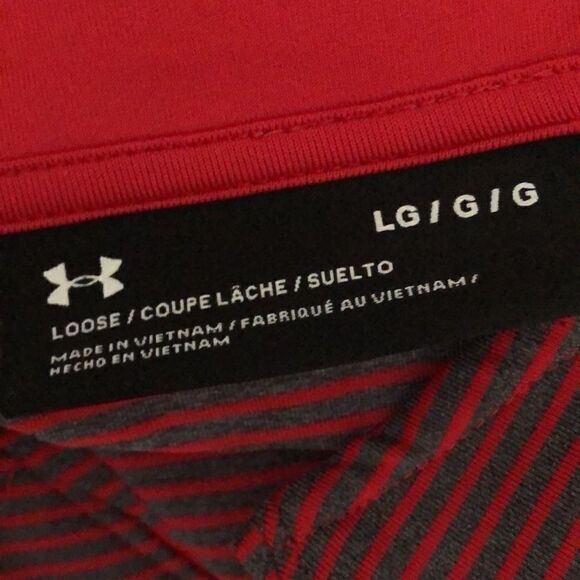 LG / G / G
LOOSE / COUPE LÂCHE / SUELTO
MADE IN VIETNAM / FABRIQUÉ AU VIETNAM /
HECHO EN VIETNAM